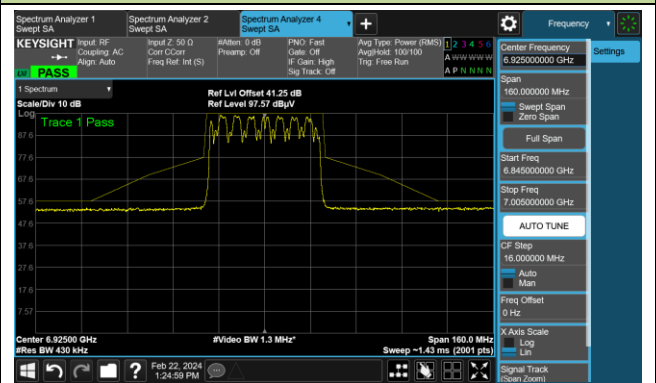 Spectrum Analyzer 1
Swept SA
Spectrum Analyzer 2
Swept SA
Spectrum Analyzer 4
Swept SA
Frequency
KEYSIGHT
Input: RF
Coupling: AC
Align: Auto
Input Z: 50 Ω
Corr CCorr
Freq Ref: Int (S)
#Atten: 0 dB
Preamp: Off
PNO: Fast
Gate: Off
IF Gain: High
Sig Track: Off
Avg Type: Power (RMS)
Avg|Hold: 100/100
Trig: Free Run
1 2 3 4 5 6
A W W W W W
A P N N N N
PASS
Center Frequency
6.925000000 GHz
Settings
1 Spectrum
Ref Lvl Offset 41.25 dB
Scale/Div 10 dB
Ref Level 97.57 dBµV
Log
Trace 1 Pass
87.6
77.6
67.6
57.6
47.6
37.6
27.6
17.6
7.57
Center 6.92500 GHz
#Video BW 1.3 MHz*
Span 160.0 MHz
#Res BW 430 kHz
Sweep ~1.43 ms (2001 pts)
Span
160.000000 MHz
Swept Span
Zero Span
Full Span
Start Freq
6.845000000 GHz
Stop Freq
7.005000000 GHz
AUTO TUNE
CF Step
16.000000 MHz
Auto
Man
Freq Offset
0 Hz
X Axis Scale
Log
Lin
Signal Track
(Span Zoom)
Feb 22, 2024
1:24:59 PM